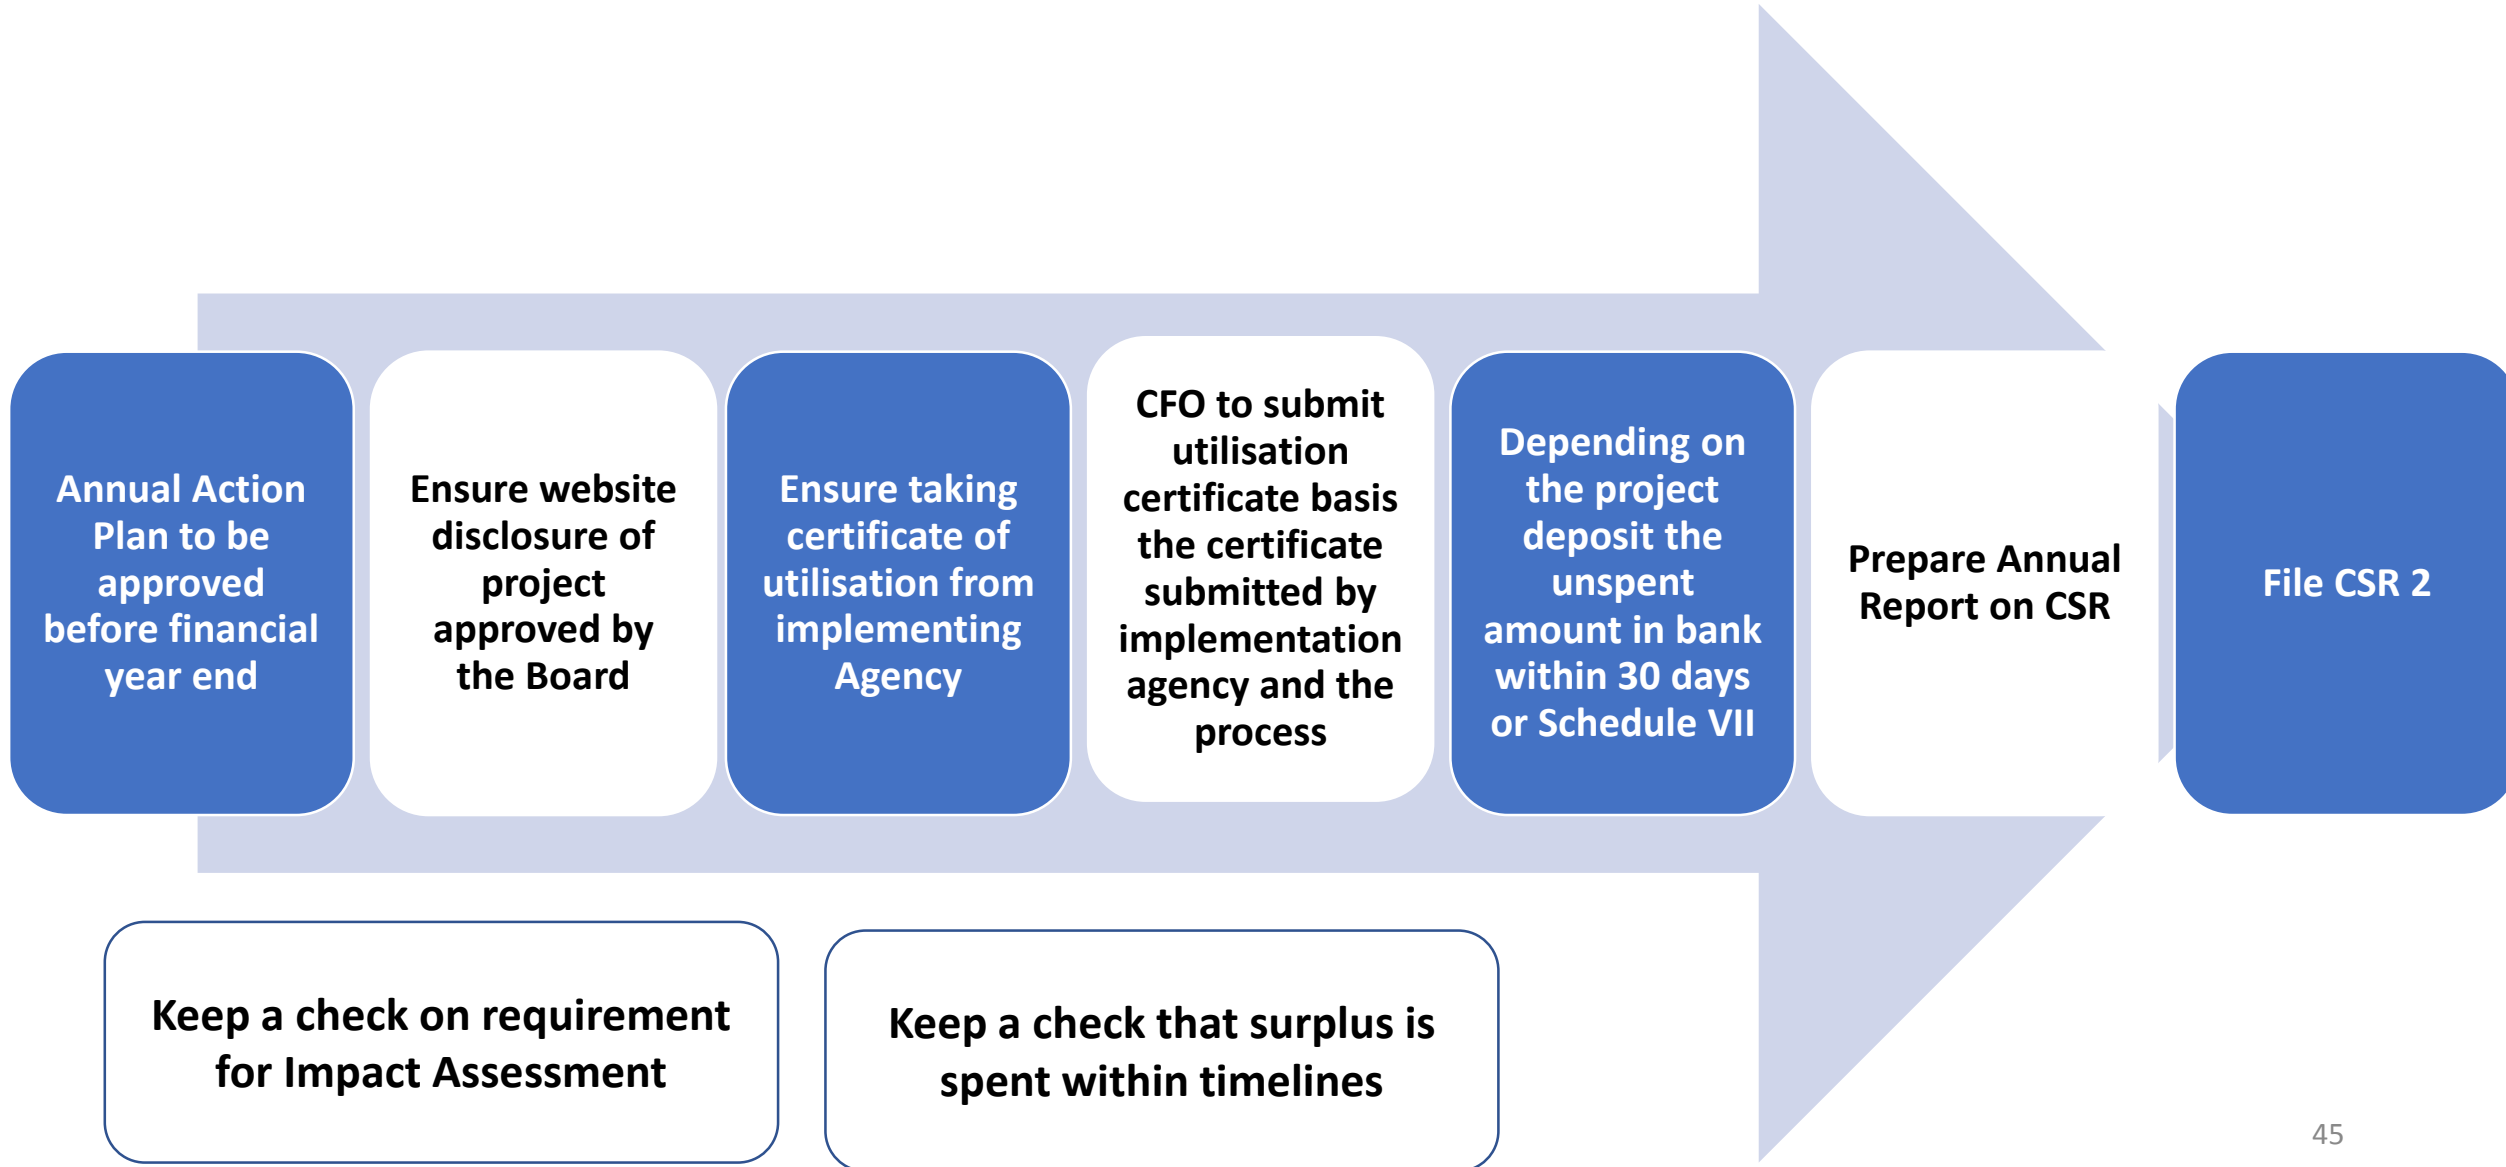 Annual Action
Plan to be
approved
before financial
year end
Ensure website
disclosure of
project
approved by
the Board
Ensure taking
certificate of
utilisation from
implementing
Agency
CFO to submit
utilisation
certificate basis
the certificate
submitted by
implementation
agency and the
process
Depending on
the project
deposit the
unspent
amount in bank
within 30 days
or Schedule VII
Prepare Annual
Report on CSR
File CSR 2
Keep a check on requirement
for Impact Assessment
Keep a check that surplus is
spent within timelines
45